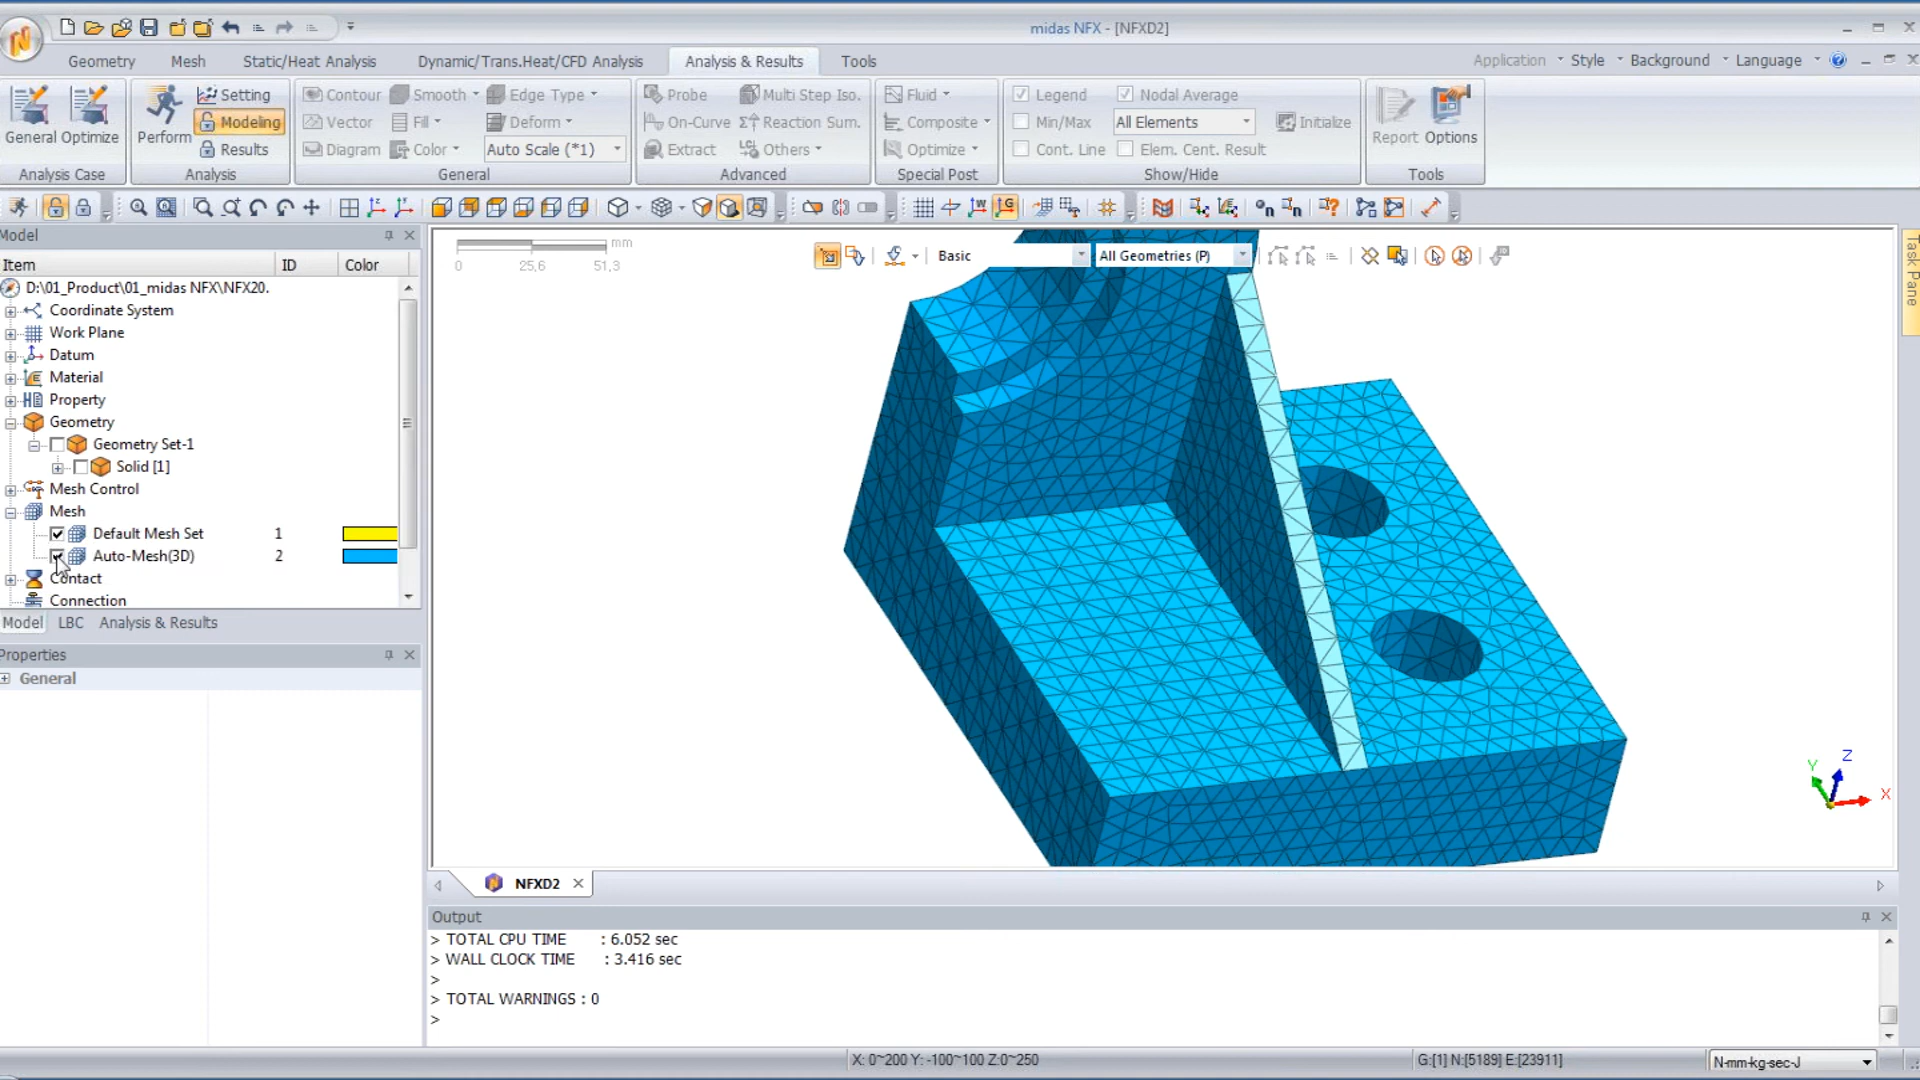 midas NFX - [NFXD2]
Geometry Mesh Static/Heat Analysis Dynamic/Trans.Heat/CFD Analysis Analysis & Results Tools
Application Style Background Language
General Optimize
Analysis Case
Perform
Setting
Modeling
Results
Analysis
Contour Smooth Edge Type
Vector Fill Deform
Diagram Color Auto Scale (*1)
General
Probe Multi Step Iso.
On-Curve Reaction Sum.
Extract Others
Advanced
Fluid
Composite
Optimize
Special Post
Legend Nodal Average
Min/Max All Elements Initialize
Cont. Line Elem. Cent. Result
Show/Hide
Report Options
Tools
Model
Item ID Color
D:\01_Product\01_midas NFX\NFX20.
Coordinate System
Work Plane
Datum
Material
Property
Geometry
Geometry Set-1
Solid [1]
Mesh Control
Mesh
Default Mesh Set 1
Auto-Mesh(3D) 2
Contact
Connection
Model LBC Analysis & Results
Properties
General
mm
0 25,6 51,3
Basic All Geometries (P)
Task Pane
Z
Y
X
NFXD2
Output
> TOTAL CPU TIME : 6.052 sec
> WALL CLOCK TIME : 3.416 sec
>
> TOTAL WARNINGS : 0
>
X: 0~200 Y: -100~100 Z:0~250 G:[1] N:[5189] E:[23911] N-mm-kg-sec-J